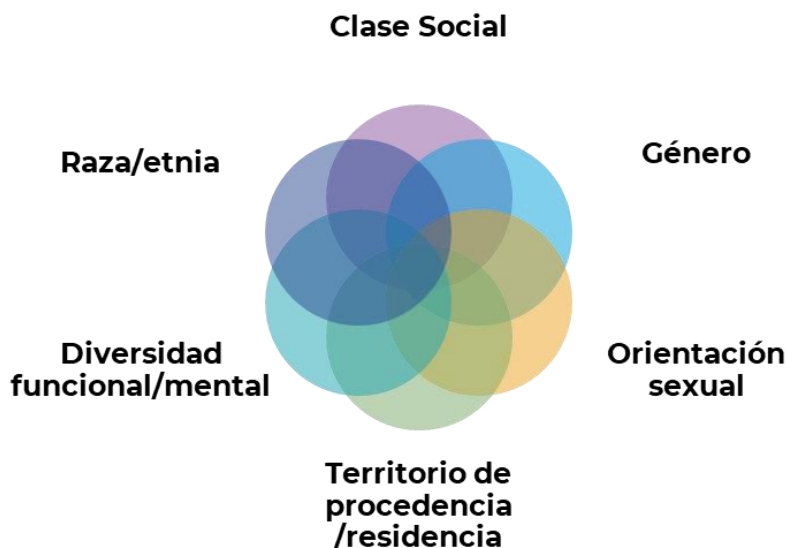 Clase Social
Raza/etnia
Género
Diversidad
funcional/mental
Orientación
sexual
Territorio de
procedencia
/residencia